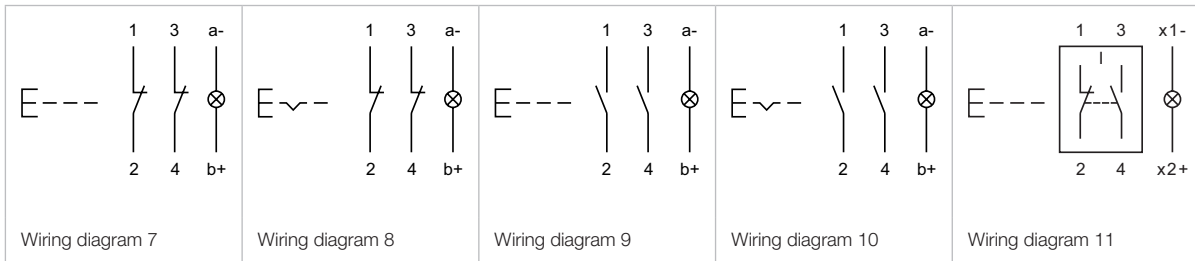 1 3 a-
2 4 b+
Wiring diagram 7
1 3 a-
2 4 b+
Wiring diagram 8
1 3 a-
2 4 b+
Wiring diagram 9
1 3 a-
2 4 b+
Wiring diagram 10
1 3 x1-
I
2 4 x2+
Wiring diagram 11